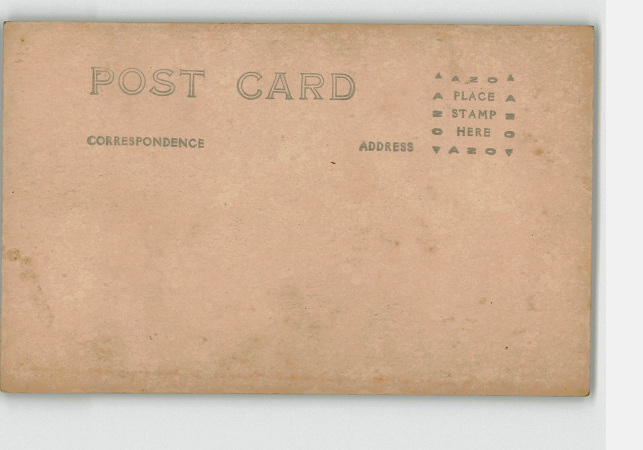 POST CARD
CORRESPONDENCE
ADDRESS
AZO
A PLACE A
Z STAMP Z
O HERE O
AZO